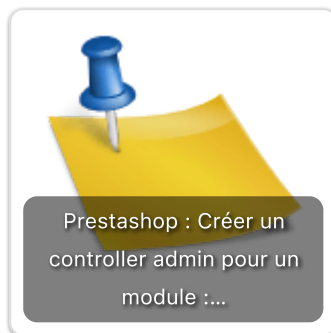 Prestashop : Créer un
controller admin pour un
module :...